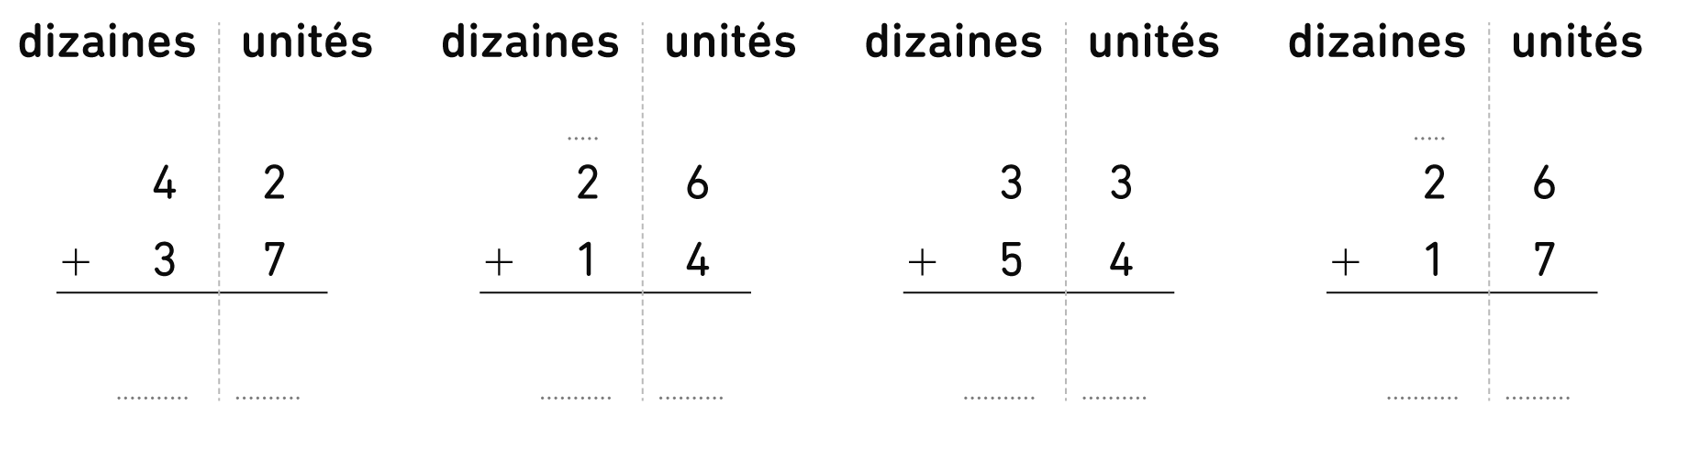 dizaines unités dizaines unités dizaines unités dizaines unités
..... .....
4 2 2 6 3 3 2 6
+ 3 7 + 1 4 + 5 4 + 1 7
........... .......... ........... .......... ........... .......... ........... ..........